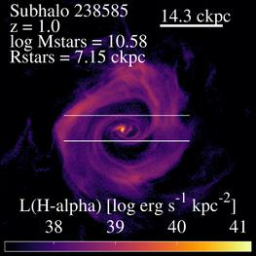 Subhalo 238585
14.3 ckpc
z = 1.0
log Mstars = 10.58
Rstars = 7.15 ckpc
L(H-alpha) [log erg s⁻¹ kpc⁻²]
38 39 40 41